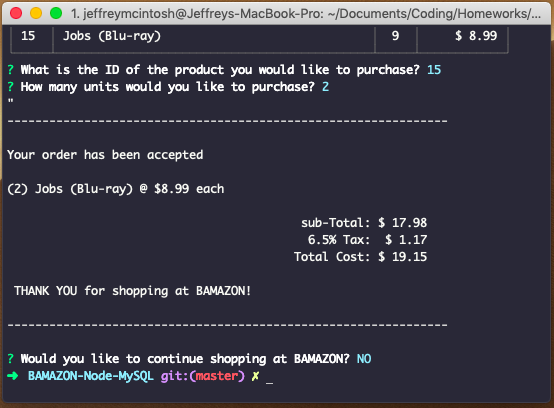 1. jeffreymcintosh@Jeffreys-MacBook-Pro: ~/Documents/Coding/Homeworks/...
15 Jobs (Blu-ray) 9 $ 8.99
? What is the ID of the product you would like to purchase? 15
? How many units would you like to purchase? 2
"
---------------------------------------------------------------
Your order has been accepted
(2) Jobs (Blu-ray) @ $8.99 each
sub-Total: $ 17.98
6.5% Tax: $ 1.17
Total Cost: $ 19.15
THANK YOU for shopping at BAMAZON!
---------------------------------------------------------------
? Would you like to continue shopping at BAMAZON? NO
➜ BAMAZON-Node-MySQL git:(master) ✗ _